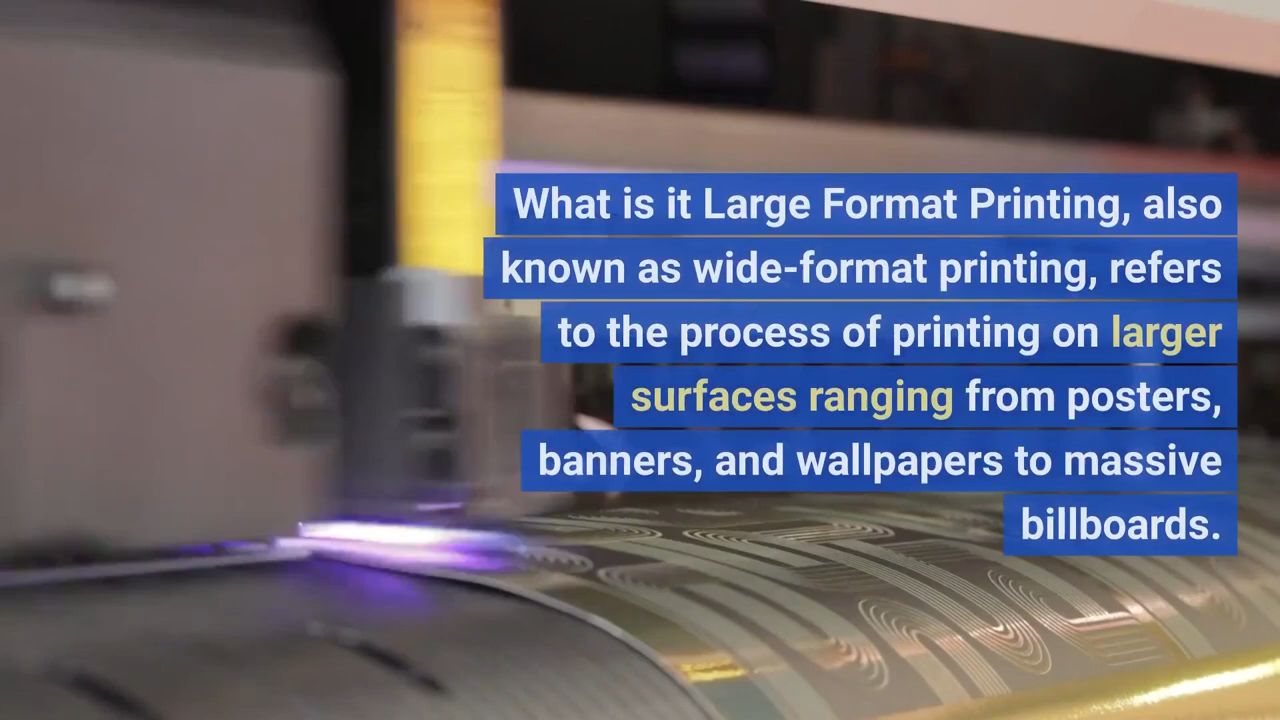 What is it Large Format Printing, also
known as wide-format printing, refers
to the process of printing on larger
surfaces ranging from posters,
banners, and wallpapers to massive
billboards.